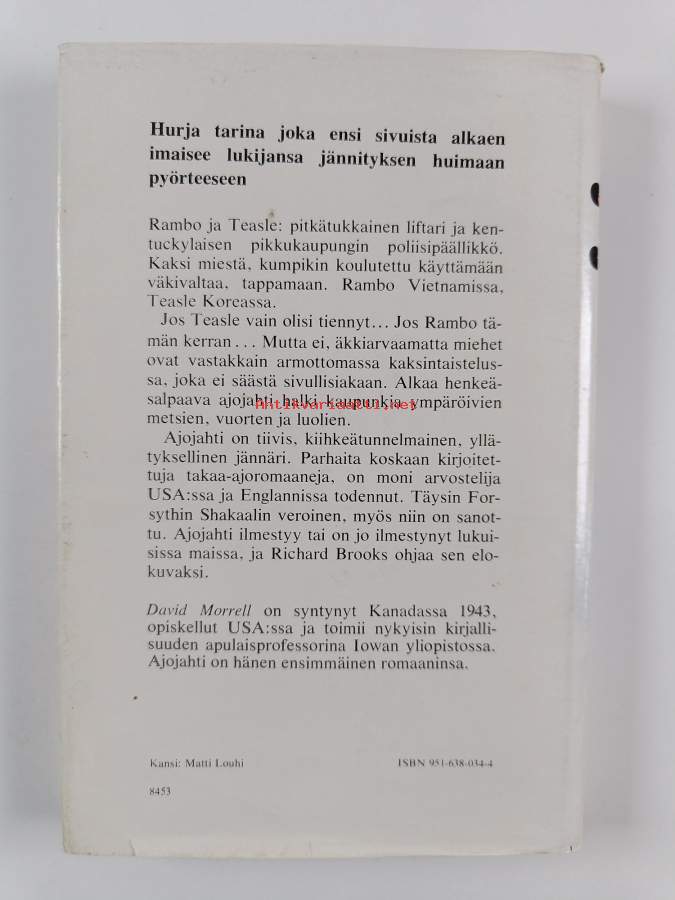 Hurja tarina joka ensi sivuista alkaen
imaisee lukijansa jännityksen huimaan
pyörteeseen
Rambo ja Teasle: pitkätukkainen liftari ja ken-
tuckylaisen pikkukaupungin poliisipäällikkö.
Kaksi miestä, kumpikin koulutettu käyttämään
väkivaltaa, tappamaan. Rambo Vietnamissa,
Teasle Koreassa.
Jos Teasle vain olisi tiennyt... Jos Rambo tä-
män kerran... Mutta ei, äkkiarvaamatta miehet
ovat vastakkain armottomassa kaksintaistelus-
sa, joka ei säästä sivullisiakaan. Alkaa henkeä-
salpaava ajojahti halki kaupunkia ympäröivien
Antikvariaatti.net
metsien, vuorten ja luolien.
Ajojahti on tiivis, kiihkeätunnelmainen, yllä-
tyksellinen jännäri. Parhaita koskaan kirjoitet-
tuja takaa-ajoromaaneja, on moni arvostelija
USA:ssa ja Englannissa todennut. Täysin For-
sythin Shakaalin veroinen, myös niin on sanot-
tu. Ajojahti ilmestyy tai on jo ilmestynyt lukui-
sissa maissa, ja Richard Brooks ohjaa sen elo-
kuvaksi.
David Morrell on syntynyt Kanadassa 1943,
opiskellut USA:ssa ja toimii nykyisin kirjalli-
suuden apulaisprofessorina Iowan yliopistossa.
Ajojahti on hänen ensimmäinen romaaninsa.
Kansi: Matti Louhi
ISBN 951-638-034-4
8453